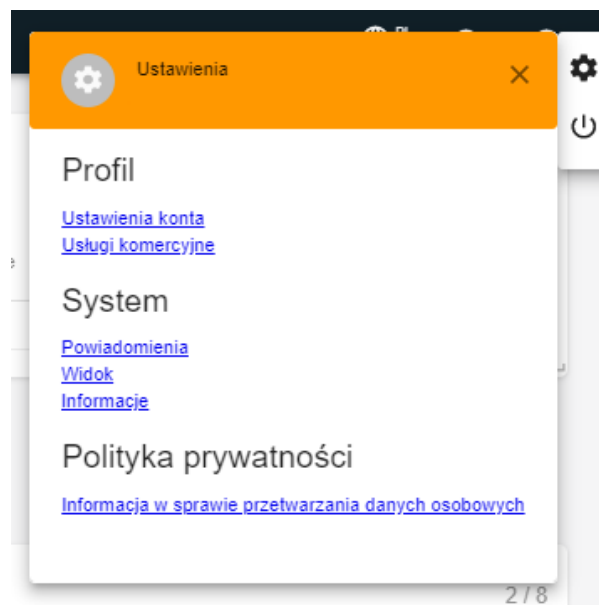 Ustawienia
Profil
Ustawienia konta
Usługi komercyjne
System
Powiadomienia
Widok
Informacje
Polityka prywatności
Informacja w sprawie przetwarzania danych osobowych
2 / 8